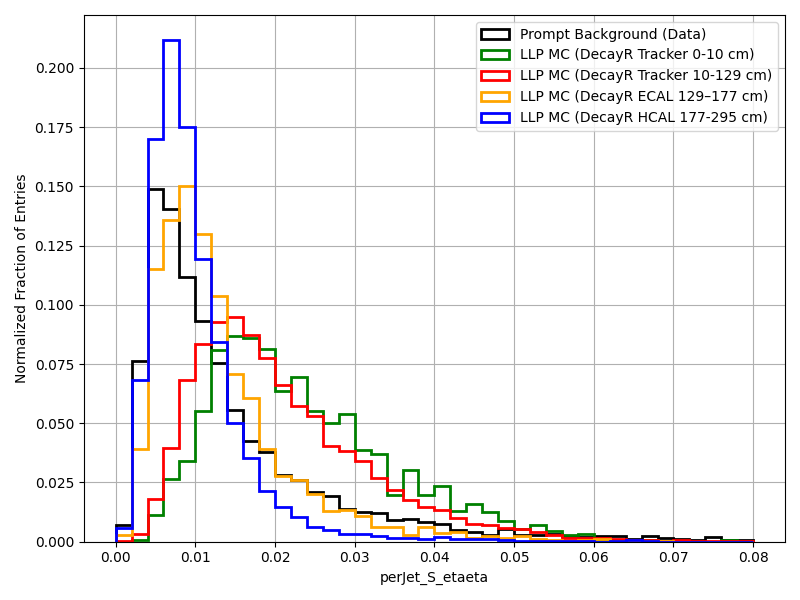 Prompt Background (Data)
LLP MC (DecayR Tracker 0-10 cm)
LLP MC (DecayR Tracker 10-129 cm)
LLP MC (DecayR ECAL 129–177 cm)
LLP MC (DecayR HCAL 177-295 cm)
Normalized Fraction of Entries
0.200
0.175
0.150
0.125
0.100
0.075
0.050
0.025
0.000
0.00 0.01 0.02 0.03 0.04 0.05 0.06 0.07 0.08
perJet_S_etaeta